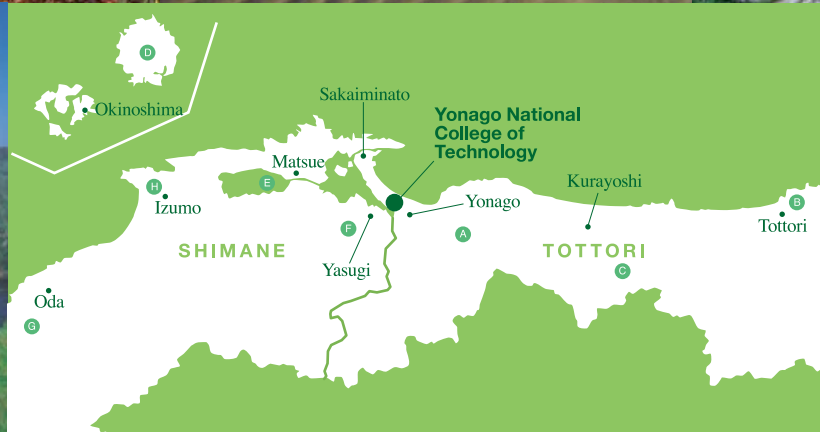 D
Okinoshima
Sakaiminato
Yonago National
College of
Technology
Matsue
H
E
Izumo
Kurayoshi
Yonago
B
Tottori
F
A
SHIMANE
TOTTORI
Yasugi
C
Oda
G